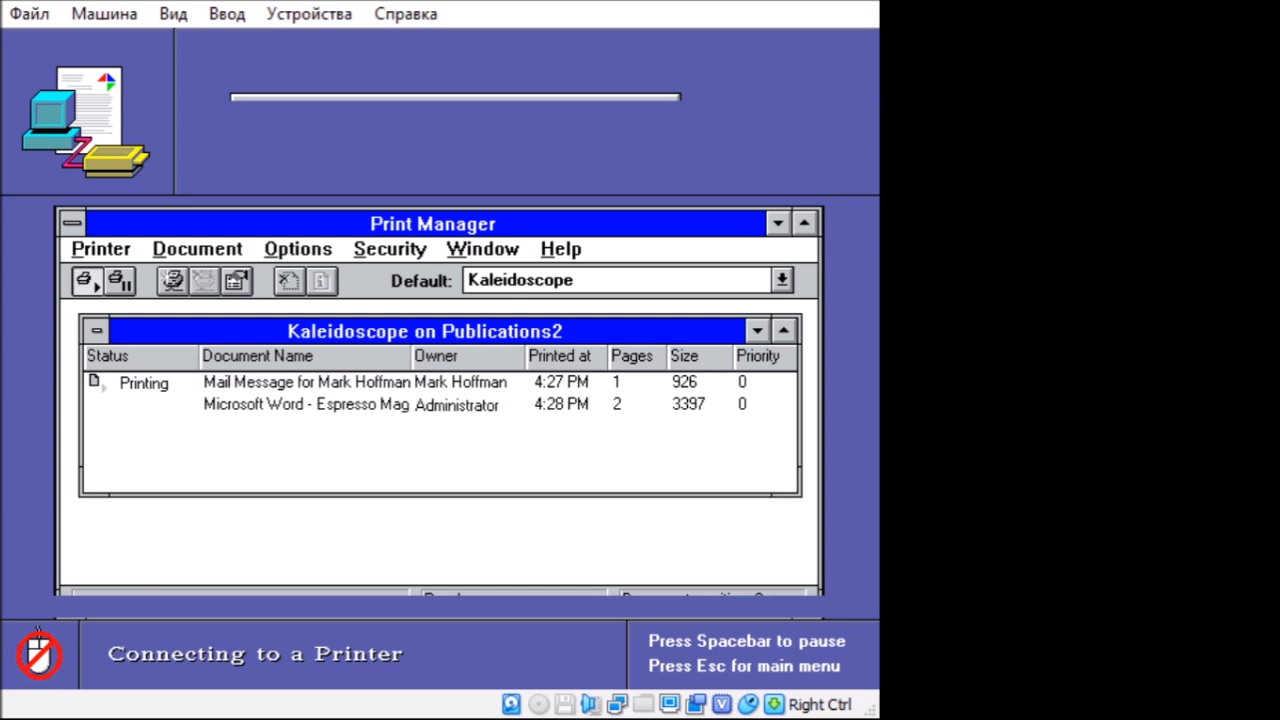 Файл Машина Вид Ввод Устройства Справка
Print Manager
Printer Document Options Security Window Help
Default: Kaleidoscope
Kaleidoscope on Publications2
Status Document Name Owner Printed at Pages Size Priority
Printing Mail Message for Mark Hoffman Mark Hoffman 4:27 PM 1 926 0
Microsoft Word - Espresso Mag Administrator 4:28 PM 2 3397 0
Connecting to a Printer
Press Spacebar to pause
Press Esc for main menu
Right Ctrl